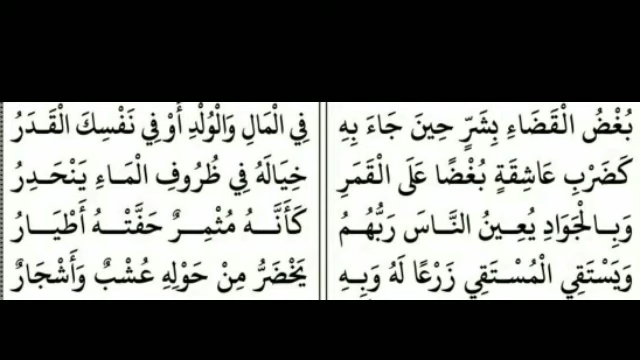 بُغْضُ الْقَضَاءِ بِشَرٍّ حِينَ جَاءَ بِهِ فِي الْمَالِ وَالْوُلْدِ أَوْ فِي نَفْسِكَ الْقَدَرُ
كَضَرْبِ عَاشِقَةٍ بُغْضًا عَلَى الْقَمَرِ خِيَالَهُ فِي ظُرُوفِ الْمَاءِ يَنْحَدِرُ
وَبِالْجَوَادِ يُعِينُ النَّاسَ رَبُّهُمُ كَأَنَّهُ مُثْمِرٌ حَفَّتْهُ أَطْيَارُ
وَيَسْتَقِي الْمُسْتَقِي زَرْعًا لَهُ وَبِهِ يَخْضَرُّ مِنْ حَوْلِهِ عُشْبٌ وَأَشْجَارُ